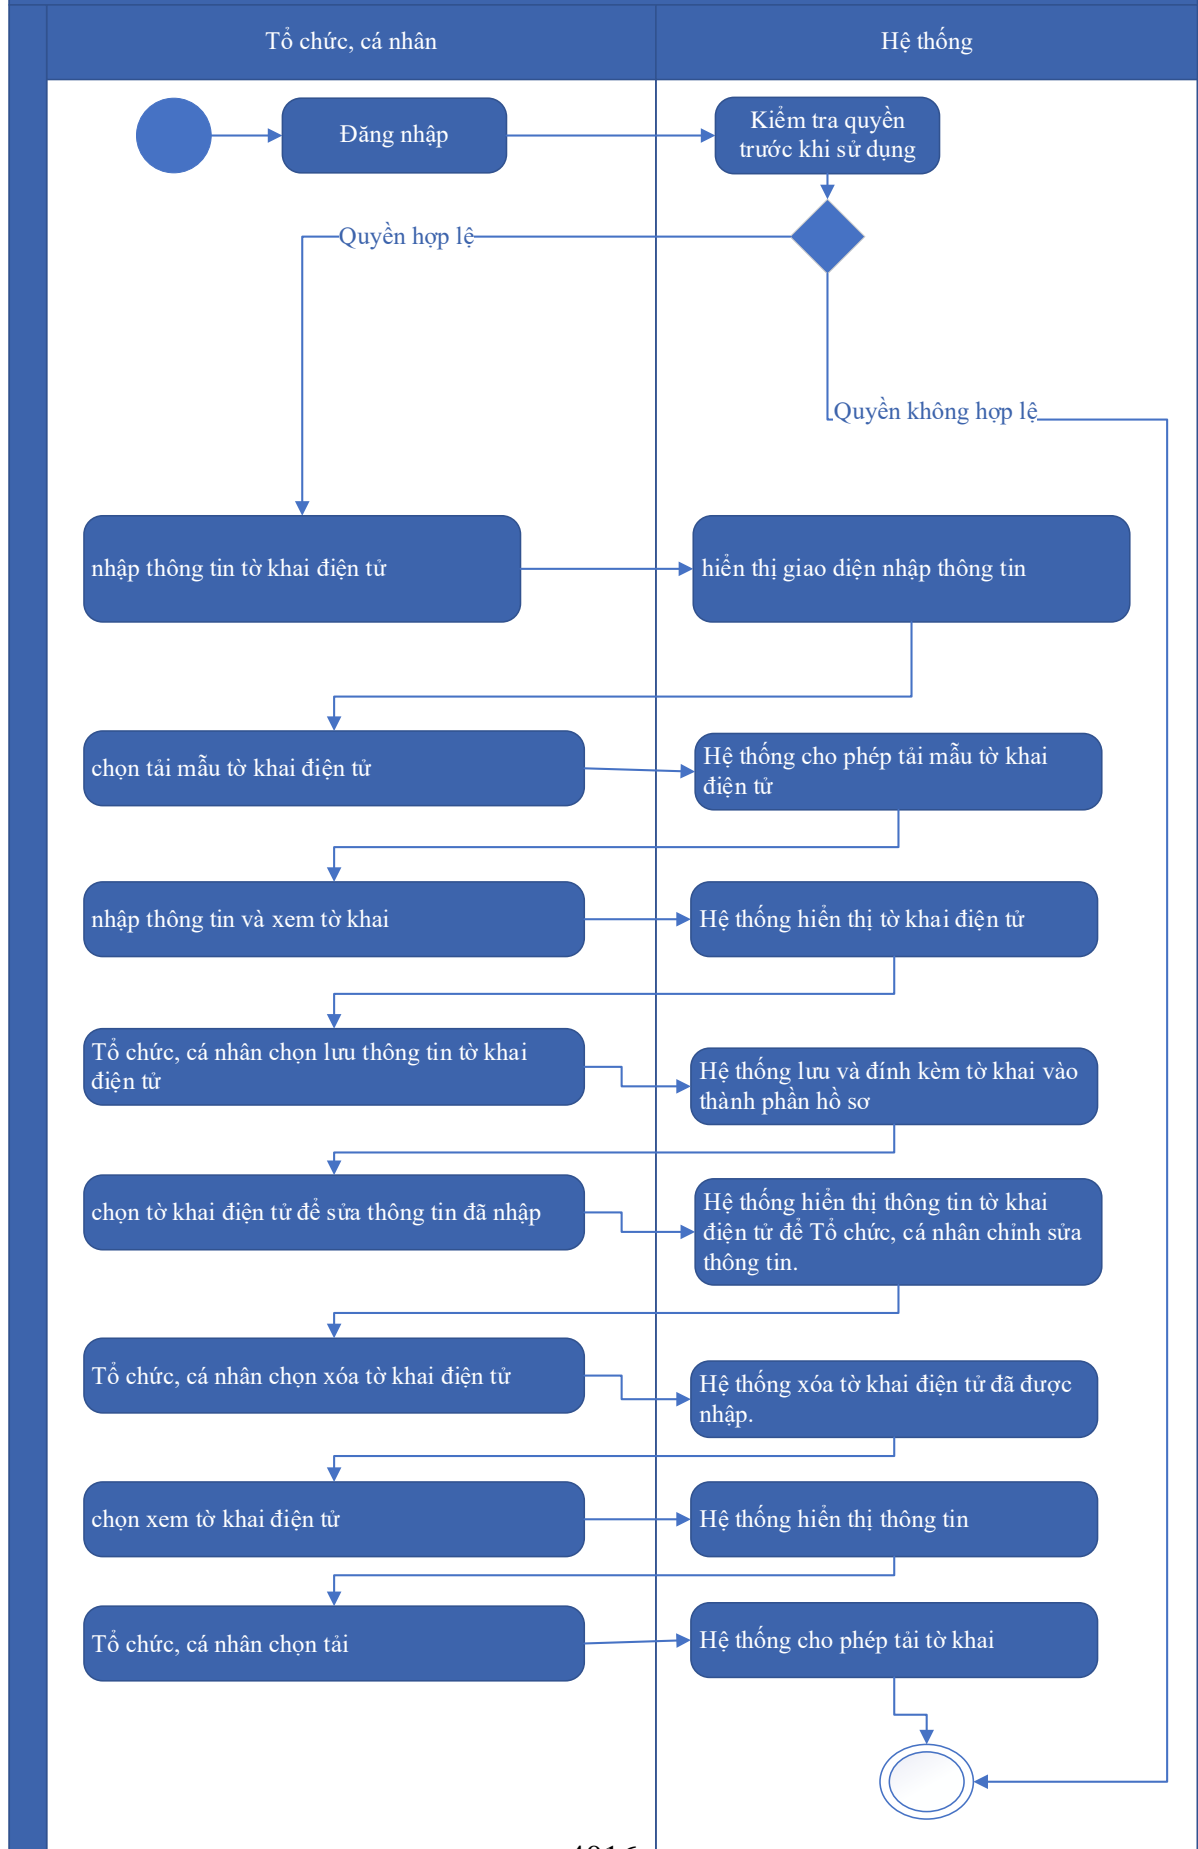 Tổ chức, cá nhân
Hệ thống
Đăng nhập
Kiểm tra quyền
trước khi sử dụng
Quyền hợp lệ
Quyền không hợp lệ
nhập thông tin tờ khai điện tử
hiển thị giao diện nhập thông tin
chọn tải mẫu tờ khai điện tử
Hệ thống cho phép tải mẫu tờ khai
điện tử
nhập thông tin và xem tờ khai
Hệ thống hiển thị tờ khai điện tử
Tổ chức, cá nhân chọn lưu thông tin tờ khai
điện tử
Hệ thống lưu và đính kèm tờ khai vào
thành phần hồ sơ
chọn tờ khai điện tử để sửa thông tin đã nhập
Hệ thống hiển thị thông tin tờ khai
điện tử để Tổ chức, cá nhân chỉnh sửa
thông tin.
Tổ chức, cá nhân chọn xóa tờ khai điện tử
Hệ thống xóa tờ khai điện tử đã được
nhập.
chọn xem tờ khai điện tử
Hệ thống hiển thị thông tin
Tổ chức, cá nhân chọn tải
Hệ thống cho phép tải tờ khai